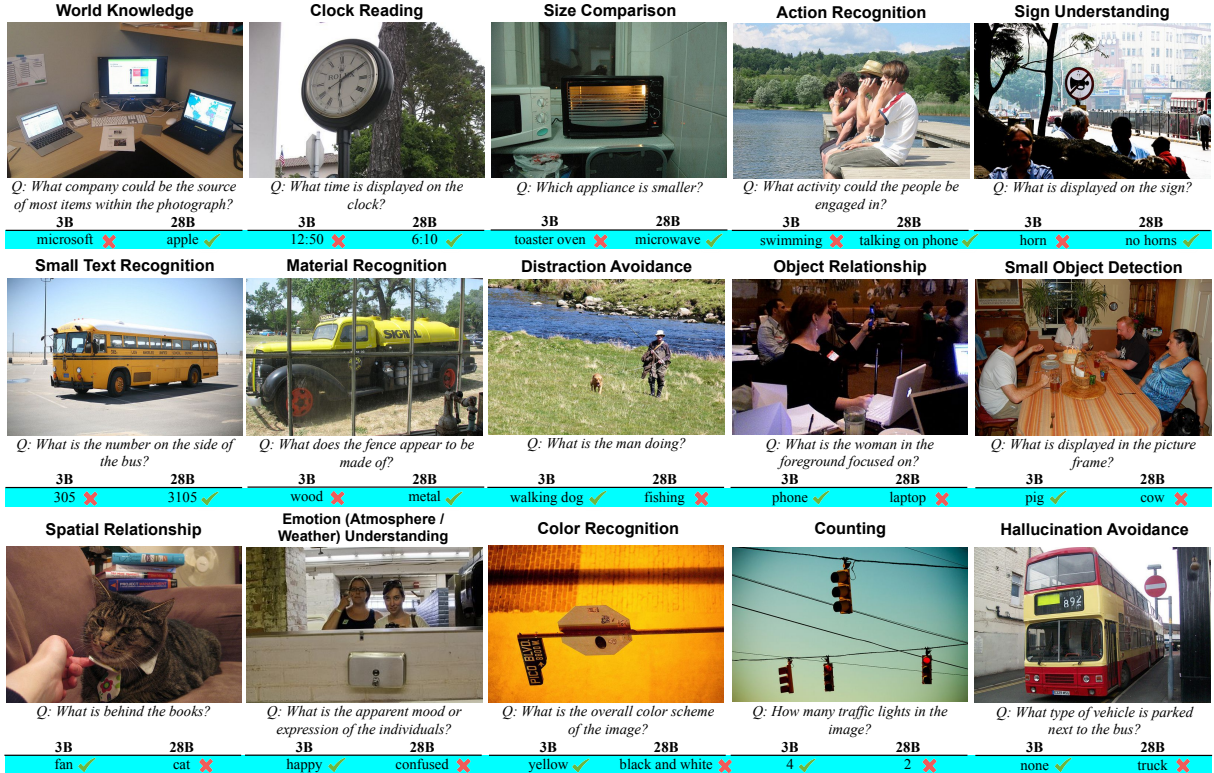 World Knowledge
Clock Reading
Size Comparison
Action Recognition
Sign Understanding
Q: What company could be the source
of most items within the photograph?
Q: What time is displayed on the
clock?
Q: Which appliance is smaller?
Q: What activity could the people be
engaged in?
Q: What is displayed on the sign?
3B 28B
microsoft ❌ apple ✓
3B 28B
12:50 ❌ 6:10 ✓
3B 28B
toaster oven ❌ microwave ✓
3B 28B
swimming ❌ talking on phone ✓
3B 28B
horn ❌ no horns ✓
Small Text Recognition
Material Recognition
Distraction Avoidance
Object Relationship
Small Object Detection
SIGNAL
Q: What is the number on the side of
the bus?
Q: What does the fence appear to be
made of?
Q: What is the man doing?
Q: What is the woman in the
foreground focused on?
Q: What is displayed in the picture
frame?
3B 28B
305 ❌ 3105 ✓
3B 28B
wood ❌ metal ✓
3B 28B
walking dog ✓ fishing ❌
3B 28B
phone ✓ laptop ❌
3B 28B
pig ✓ cow ❌
Spatial Relationship
Emotion (Atmosphere /
Weather) Understanding
Color Recognition
Counting
Hallucination Avoidance
PICO BLVD
892
Q: What is behind the books?
Q: What is the apparent mood or
expression of the individuals?
Q: What is the overall color scheme
of the image?
Q: How many traffic lights in the
image?
Q: What type of vehicle is parked
next to the bus?
3B 28B
fan ✓ cat ❌
3B 28B
happy ✓ confused ❌
3B 28B
yellow ✓ black and white ❌
3B 28B
4 ✓ 2 ❌
3B 28B
none ✓ truck ❌